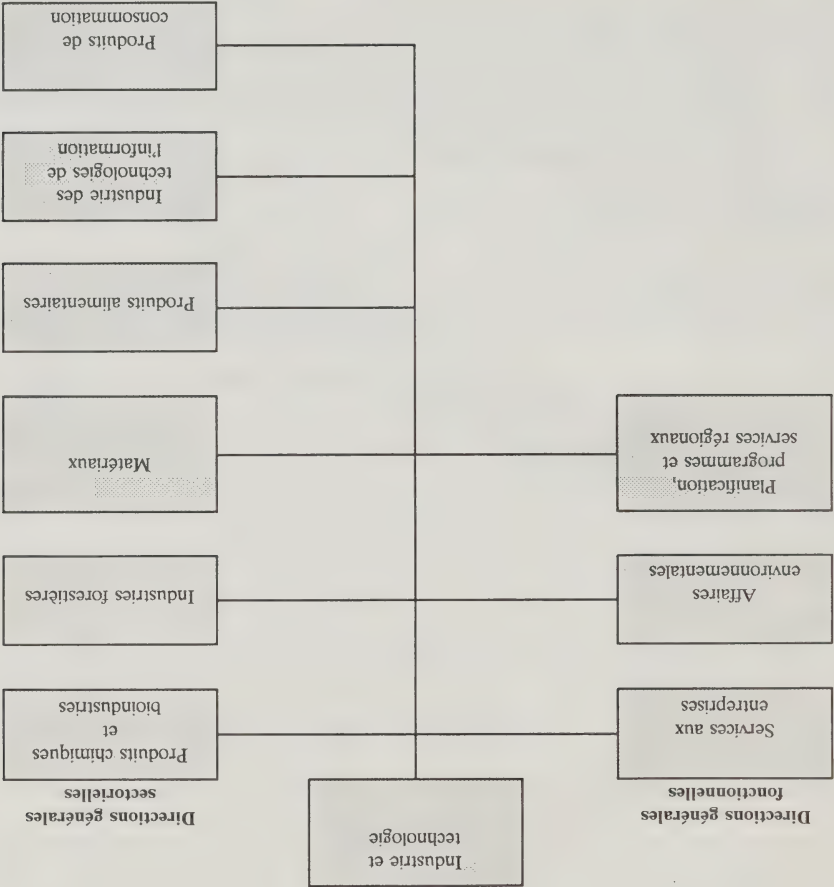 Industrie et
technologie
Directions générales
fonctionnelles
Services aux
entreprises
Affaires
environnementales
Planification,
programmes et
services régionaux
Directions générales
sectorielles
Produits chimiques
et
bioindustries
Industries forestières
Matériaux
Produits alimentaires
Industrie des
technologies de
l'information
Produits de
consommation